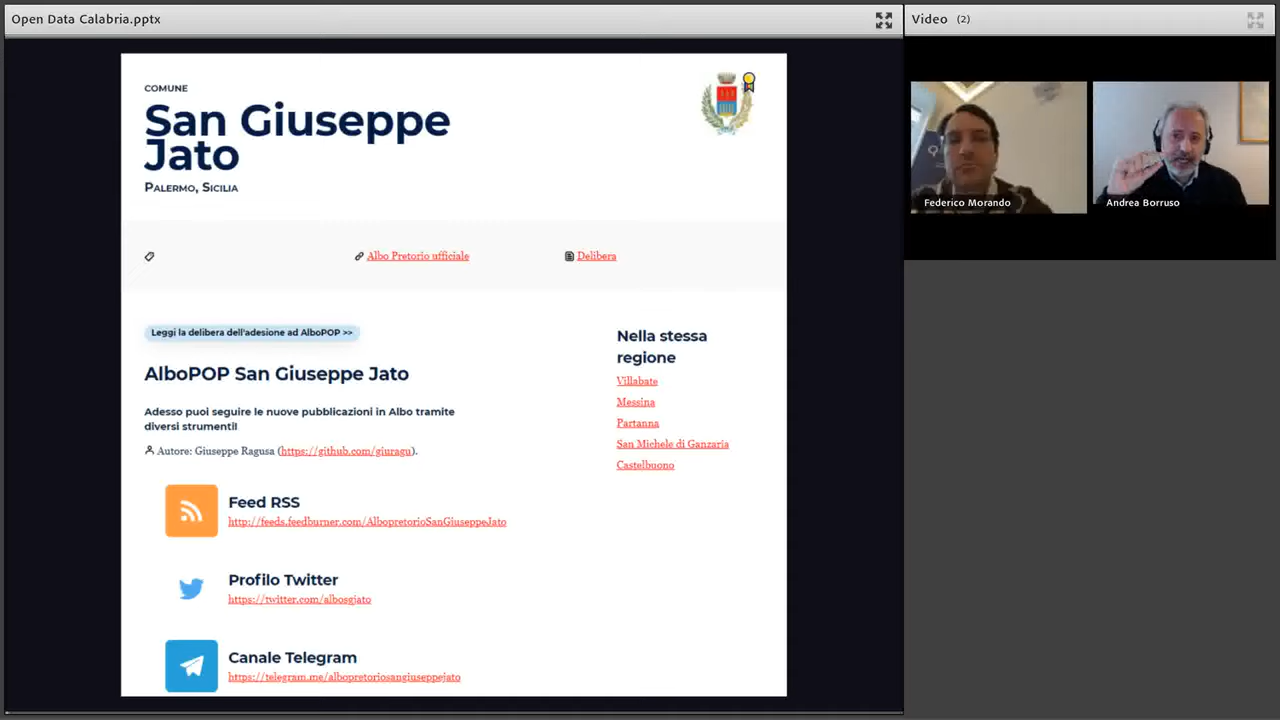 Open Data Calabria.pptx
Video (2)
COMUNE
San Giuseppe
Jato
PALERMO, SICILIA
Albo Pretorio ufficiale
Delibera
Leggi la delibera dell'adesione ad AlboPOP >>
AlboPOP San Giuseppe Jato
Adesso puoi seguire le nuove pubblicazioni in Albo tramite
diversi strumenti!
Autore: Giuseppe Ragusa (https://github.com/giuragu).
Feed RSS
http://feeds.feedburner.com/AlbopretorioSanGiuseppeJato
Profilo Twitter
https://twitter.com/albosgjato
Canale Telegram
https://telegram.me/albopretoriosangiuseppejato
Nella stessa
regione
Villabate
Messina
Partanna
San Michele di Ganzaria
Castelbuono
Federico Morando
Andrea Borruso